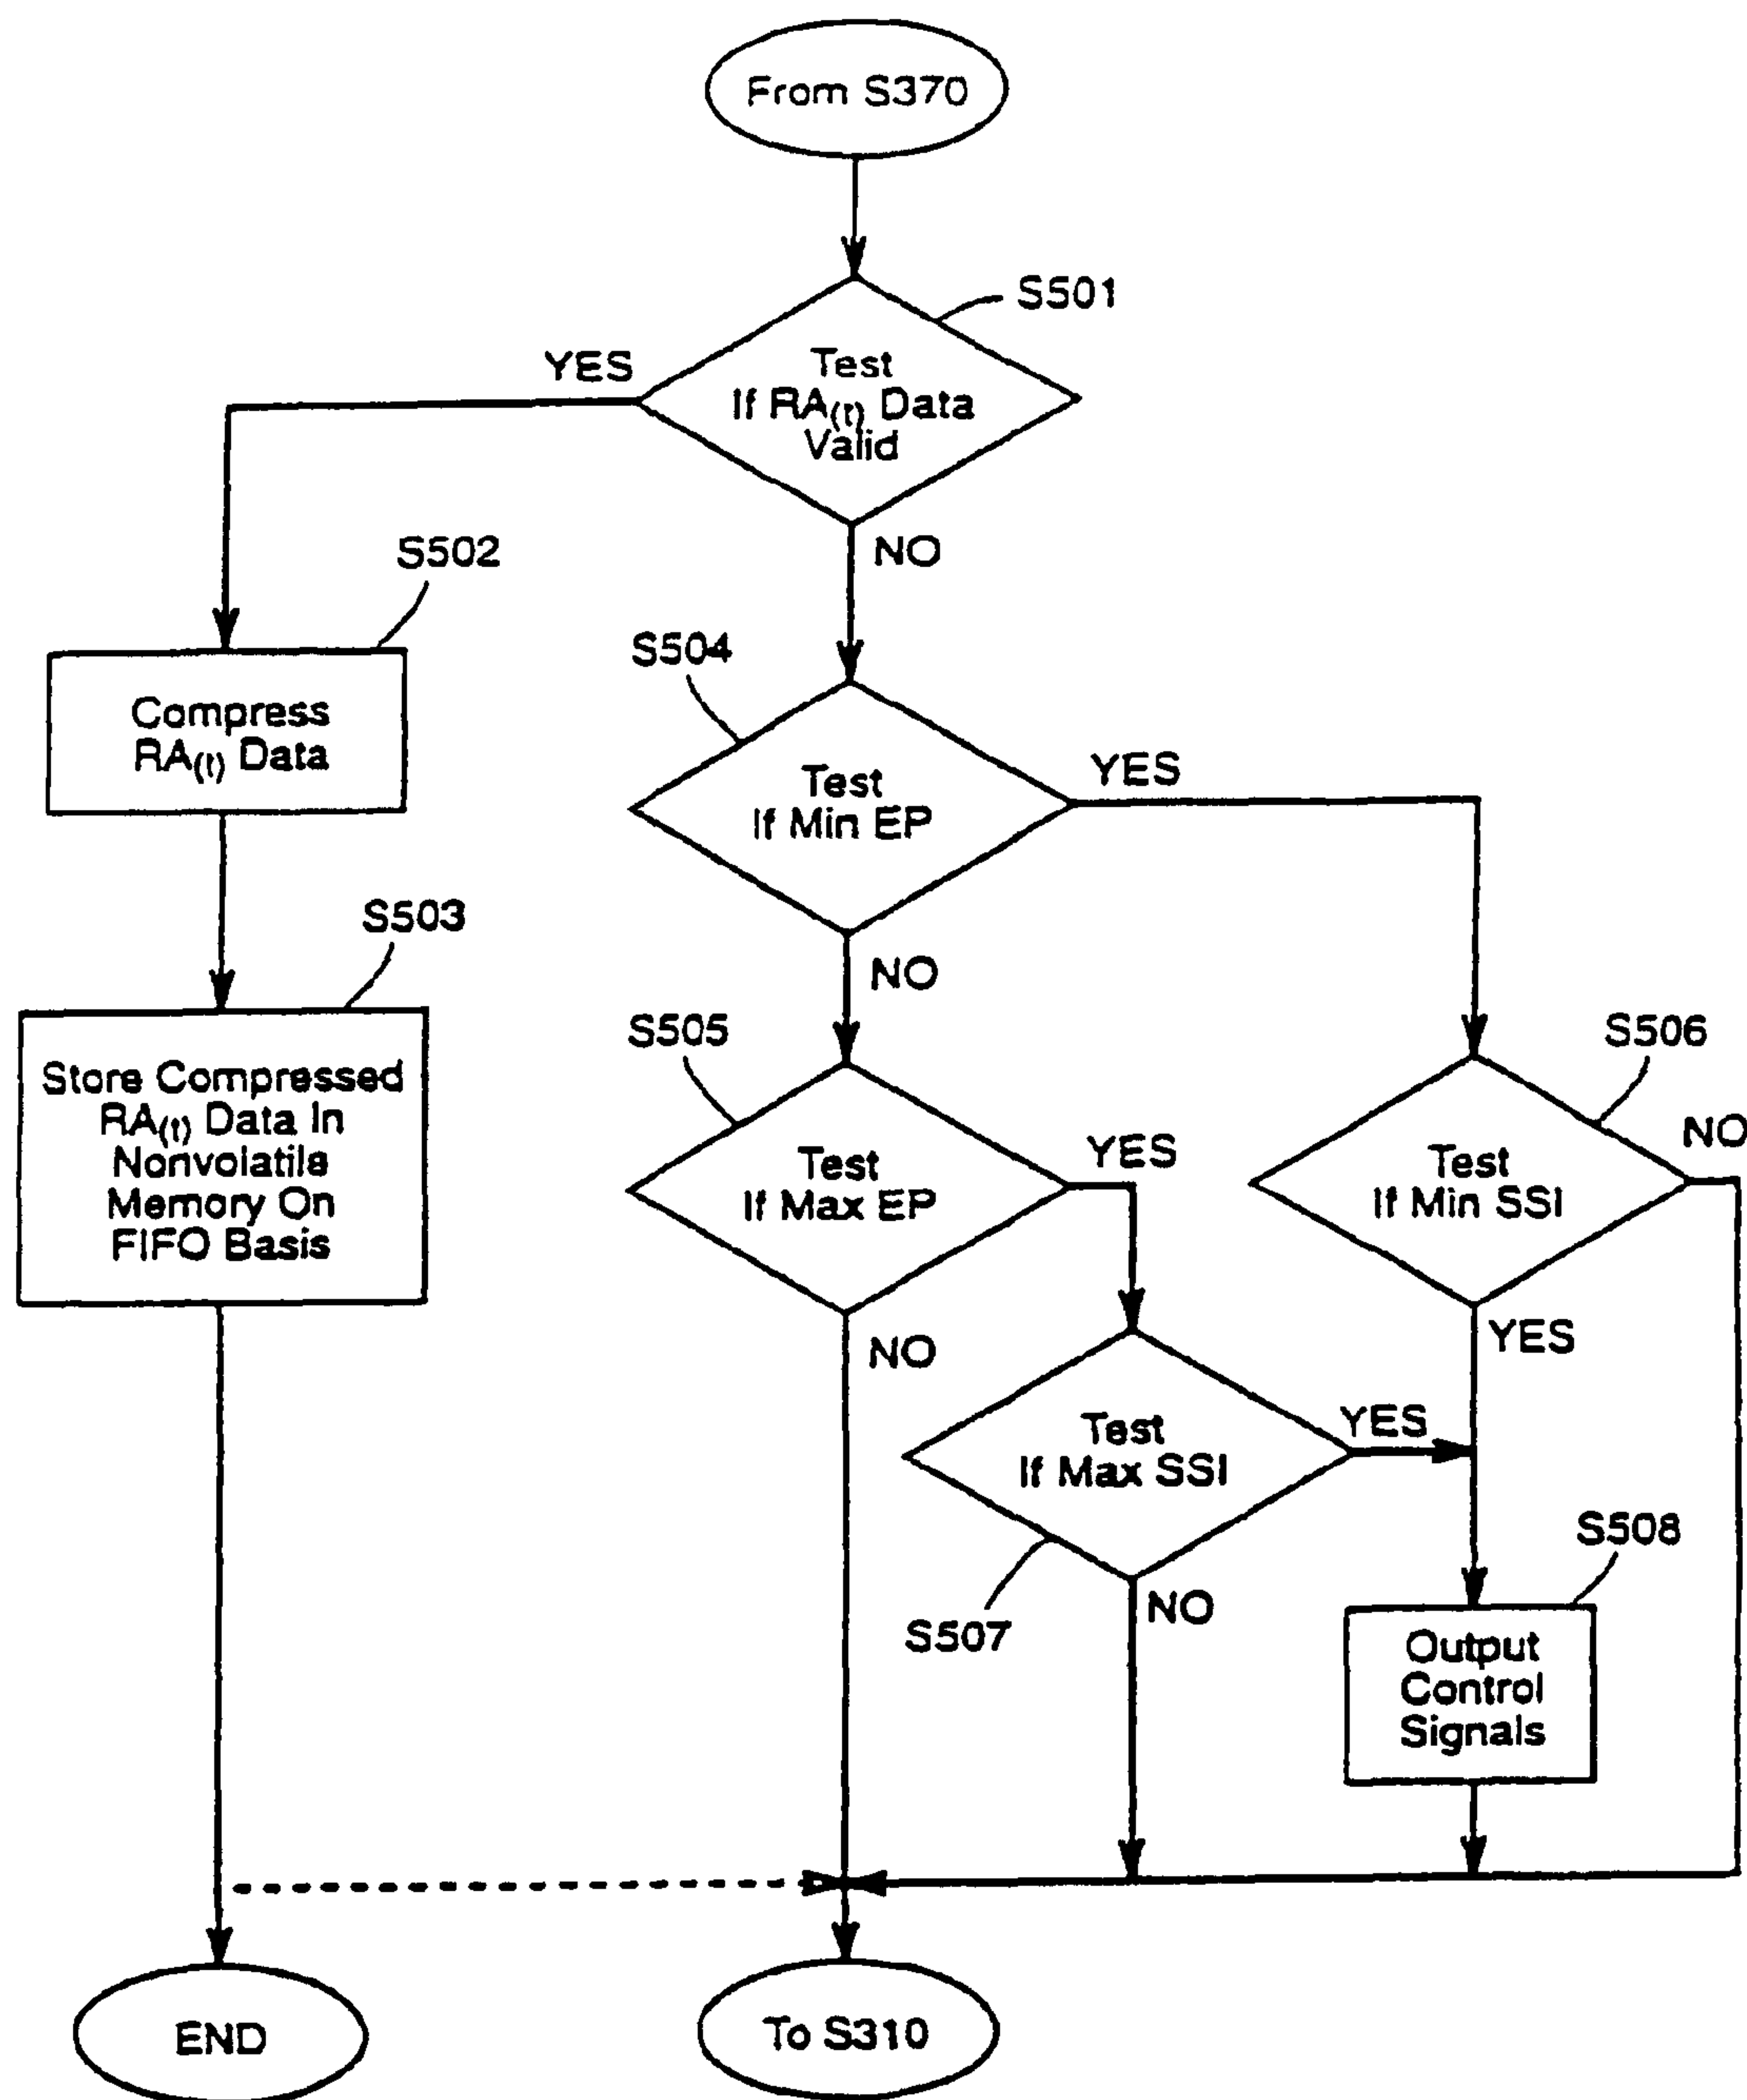 From S370
S501
YES
Test
If RA(t) Data
Valid
NO
S502
Compress
RA(t) Data
S504
Test
If Min EP
YES
NO
S503
Store Compressed
RA(t) Data In
Nonvolatile
Memory On
FIFO Basis
S505
Test
If Max EP
YES
NO
S506
Test
If Min SSI
NO
YES
Test
If Max SSI
YES
S507
NO
S508
Output
Control
Signals
END
To S310